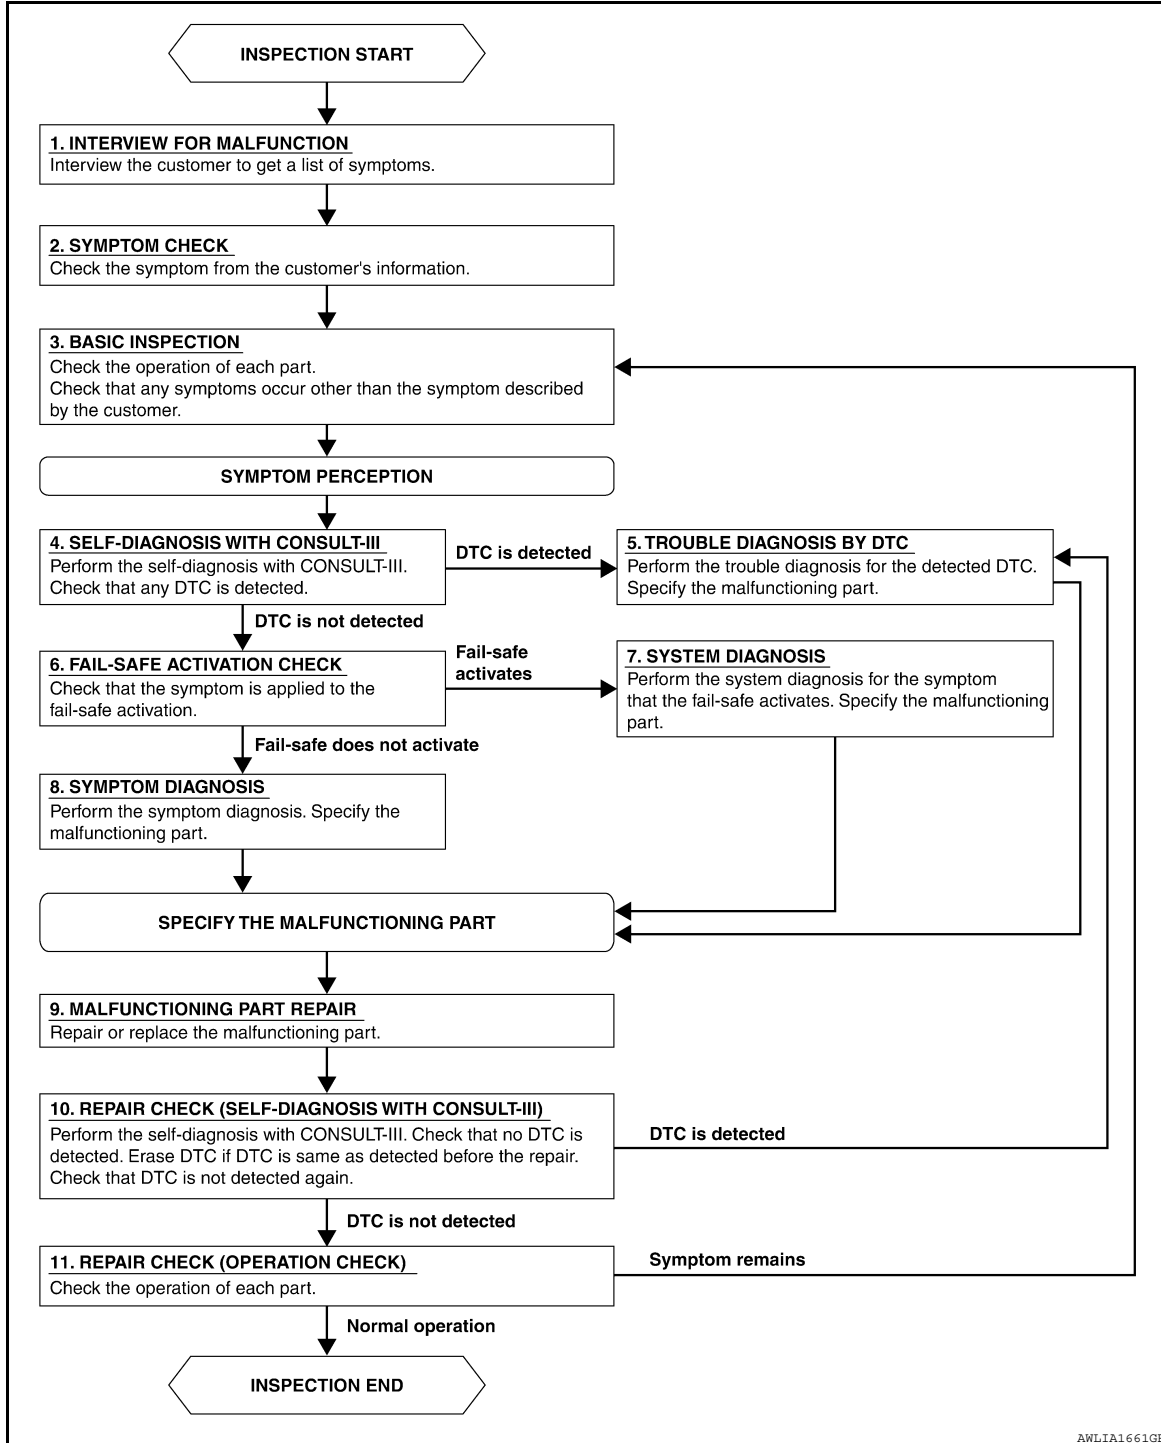 INSPECTION START
1. INTERVIEW FOR MALFUNCTION
Interview the customer to get a list of symptoms.
2. SYMPTOM CHECK
Check the symptom from the customer's information.
3. BASIC INSPECTION
Check the operation of each part.
Check that any symptoms occur other than the symptom described
by the customer.
SYMPTOM PERCEPTION
4. SELF-DIAGNOSIS WITH CONSULT-III
Perform the self-diagnosis with CONSULT-III.
Check that any DTC is detected.
DTC is detected
5. TROUBLE DIAGNOSIS BY DTC
Perform the trouble diagnosis for the detected DTC.
Specify the malfunctioning part.
DTC is not detected
6. FAIL-SAFE ACTIVATION CHECK
Check that the symptom is applied to the
fail-safe activation.
Fail-safe
activates
7. SYSTEM DIAGNOSIS
Perform the system diagnosis for the symptom
that the fail-safe activates. Specify the malfunctioning
part.
Fail-safe does not activate
8. SYMPTOM DIAGNOSIS
Perform the symptom diagnosis. Specify the
malfunctioning part.
SPECIFY THE MALFUNCTIONING PART
9. MALFUNCTIONING PART REPAIR
Repair or replace the malfunctioning part.
10. REPAIR CHECK (SELF-DIAGNOSIS WITH CONSULT-III)
Perform the self-diagnosis with CONSULT-III. Check that no DTC is
detected. Erase DTC if DTC is same as detected before the repair.
Check that DTC is not detected again.
DTC is detected
DTC is not detected
11. REPAIR CHECK (OPERATION CHECK)
Check the operation of each part.
Symptom remains
Normal operation
INSPECTION END